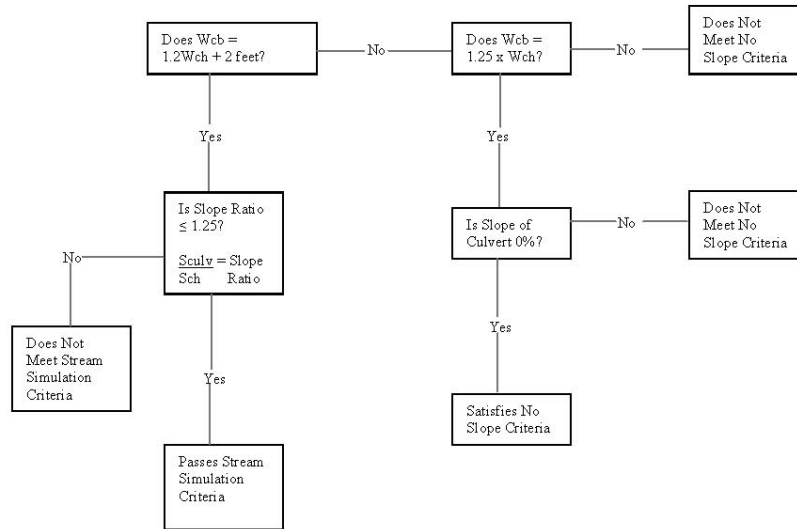 Does Wcb =
1.2Wch + 2 feet?
No
Does Wcb =
1.25 x Wch?
No
Does Not
Meet No
Slope Criteria
Yes
Yes
Is Slope Ratio
≤ 1.25?
Sculv = Slope
Sch Ratio
No
Is Slope of
Culvert 0%?
No
Does Not
Meet No
Slope Criteria
Does Not
Meet Stream
Simulation
Criteria
Yes
Yes
Passes Stream
Simulation
Criteria
Satisfies No
Slope Criteria